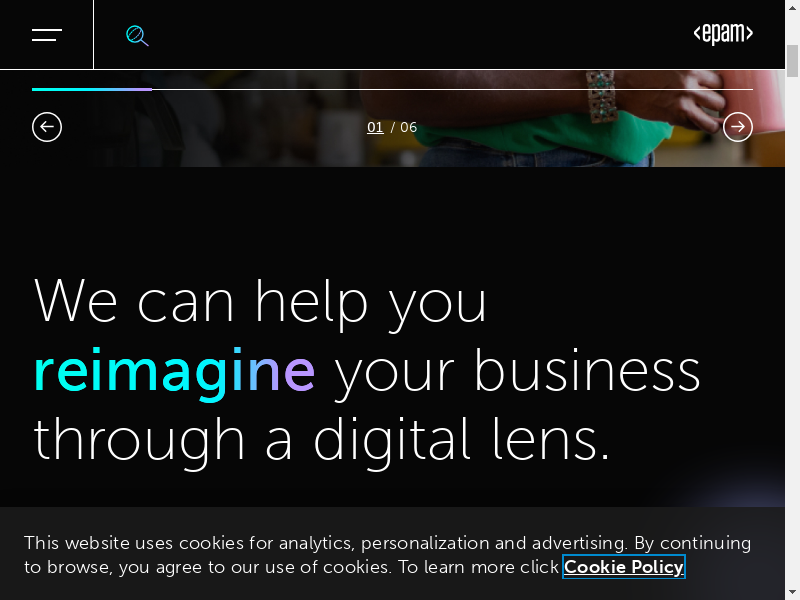 <epam>
01 / 06
We can help you
reimagine your business
through a digital lens.
This website uses cookies for analytics, personalization and advertising. By continuing
to browse, you agree to our use of cookies. To learn more click Cookie Policy